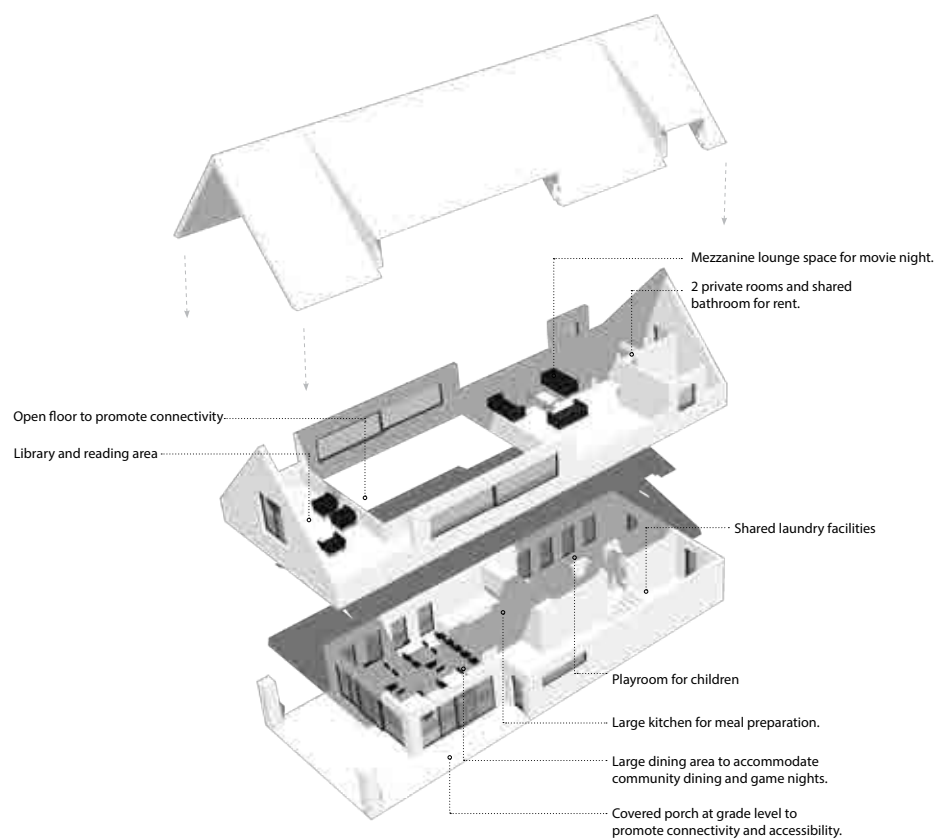 Mezzanine lounge space for movie night.
2 private rooms and shared
bathroom for rent.
Open floor to promote connectivity
Library and reading area
Shared laundry facilities
Playroom for children
Large kitchen for meal preparation.
Large dining area to accommodate
community dining and game nights.
Covered porch at grade level to
promote connectivity and accessibility.